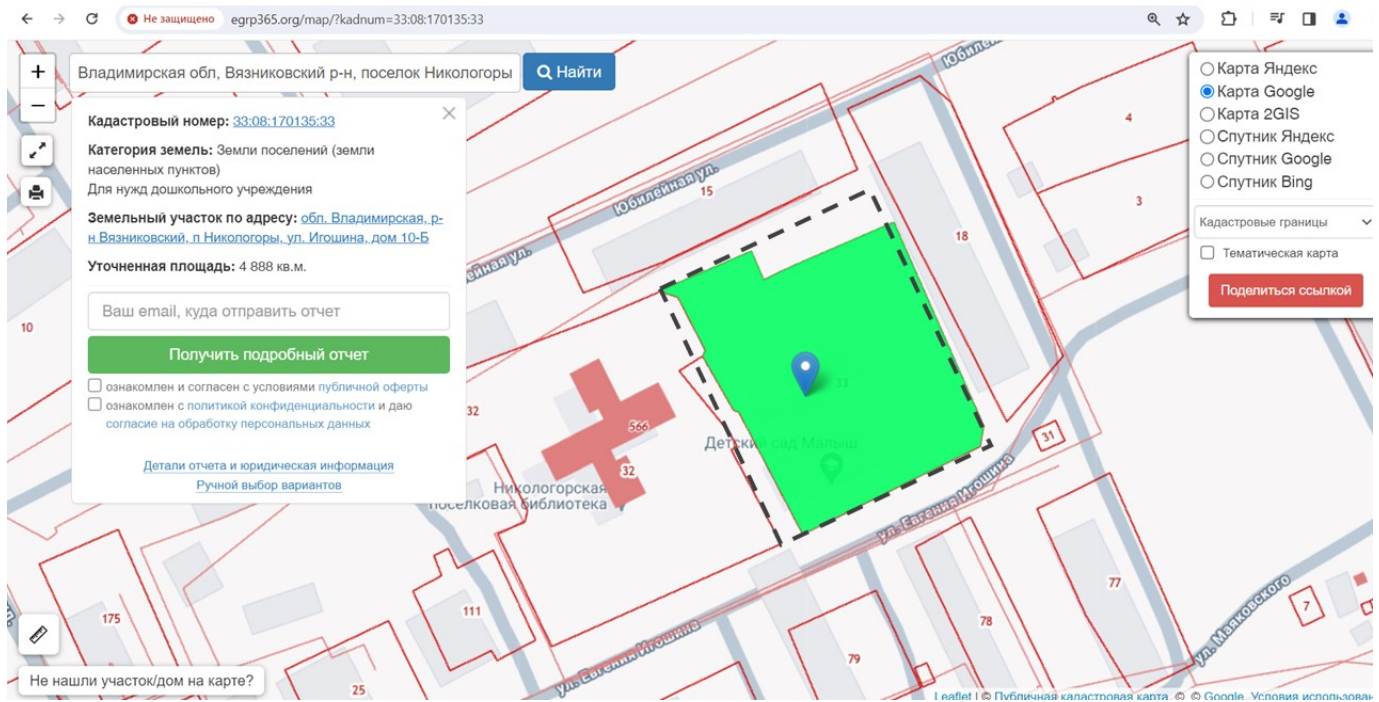 Не защищено egrp365.org/map/?kadnum=33:08:170135:33
Владимирская обл, Вязниковский р-н, поселок Никологоры
Найти
Кадастровый номер: 33:08:170135:33
Категория земель: Земли поселений (земли
населенных пунктов)
Для нужд дошкольного учреждения
Земельный участок по адресу: обл. Владимирская, р-
н Вязниковский, п Никологоры, ул. Игошина, дом 10-Б
Уточненная площадь: 4 888 кв.м.
Ваш email, куда отправить отчет
Получить подробный отчет
ознакомлен и согласен с условиями публичной оферты
ознакомлен с политикой конфиденциальности и даю
согласие на обработку персональных данных
Детали отчета и юридическая информация
Ручной выбор вариантов
Карта Яндекс
Карта Google
Карта 2GIS
Спутник Яндекс
Спутник Google
Спутник Bing
Кадастровые границы
Тематическая карта
Поделиться ссылкой
Юбилейная ул.
15
18
4
3
10
32
566
32
33
Детский сад Малыш
31
Никологорская
поселковая библиотека
ул. Евгения Игошина
ул. Евгения Игошина
ул. Маяковского
175
111
25
79
78
77
7
Не нашли участок/дом на карте?
Leaflet | © Публичная кадастровая карта, © © Google, Условия использован